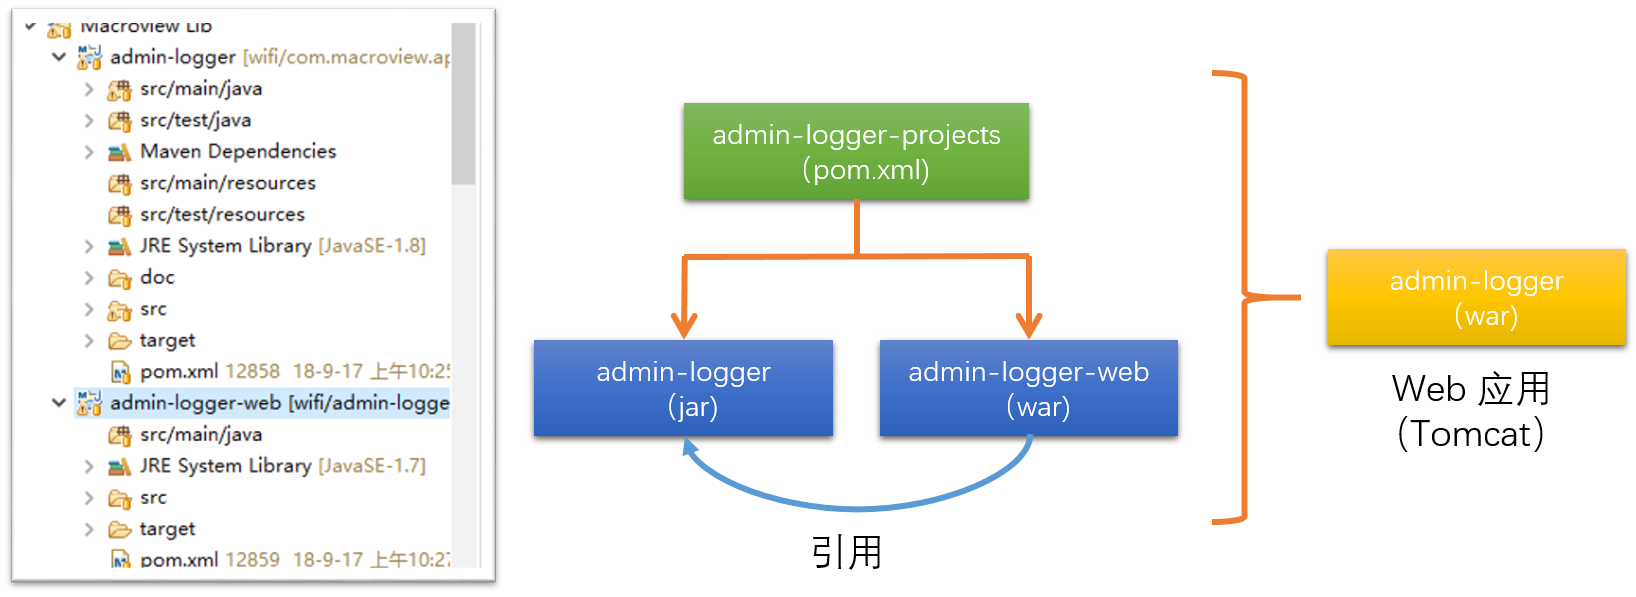 Macroview Lib
admin-logger [wifi/com.macroview.ap
src/main/java
src/test/java
Maven Dependencies
src/main/resources
src/test/resources
JRE System Library [JavaSE-1.8]
doc
src
target
pom.xml 12858 18-9-17 上午10:25
admin-logger-web [wifi/admin-logge
src/main/java
JRE System Library [JavaSE-1.7]
src
target
pom.xml 12859 18-9-17 上午10:27
admin-logger-projects
(pom.xml)
admin-logger
(jar)
admin-logger-web
(war)
引用
admin-logger
(war)
Web 应用
（Tomcat）